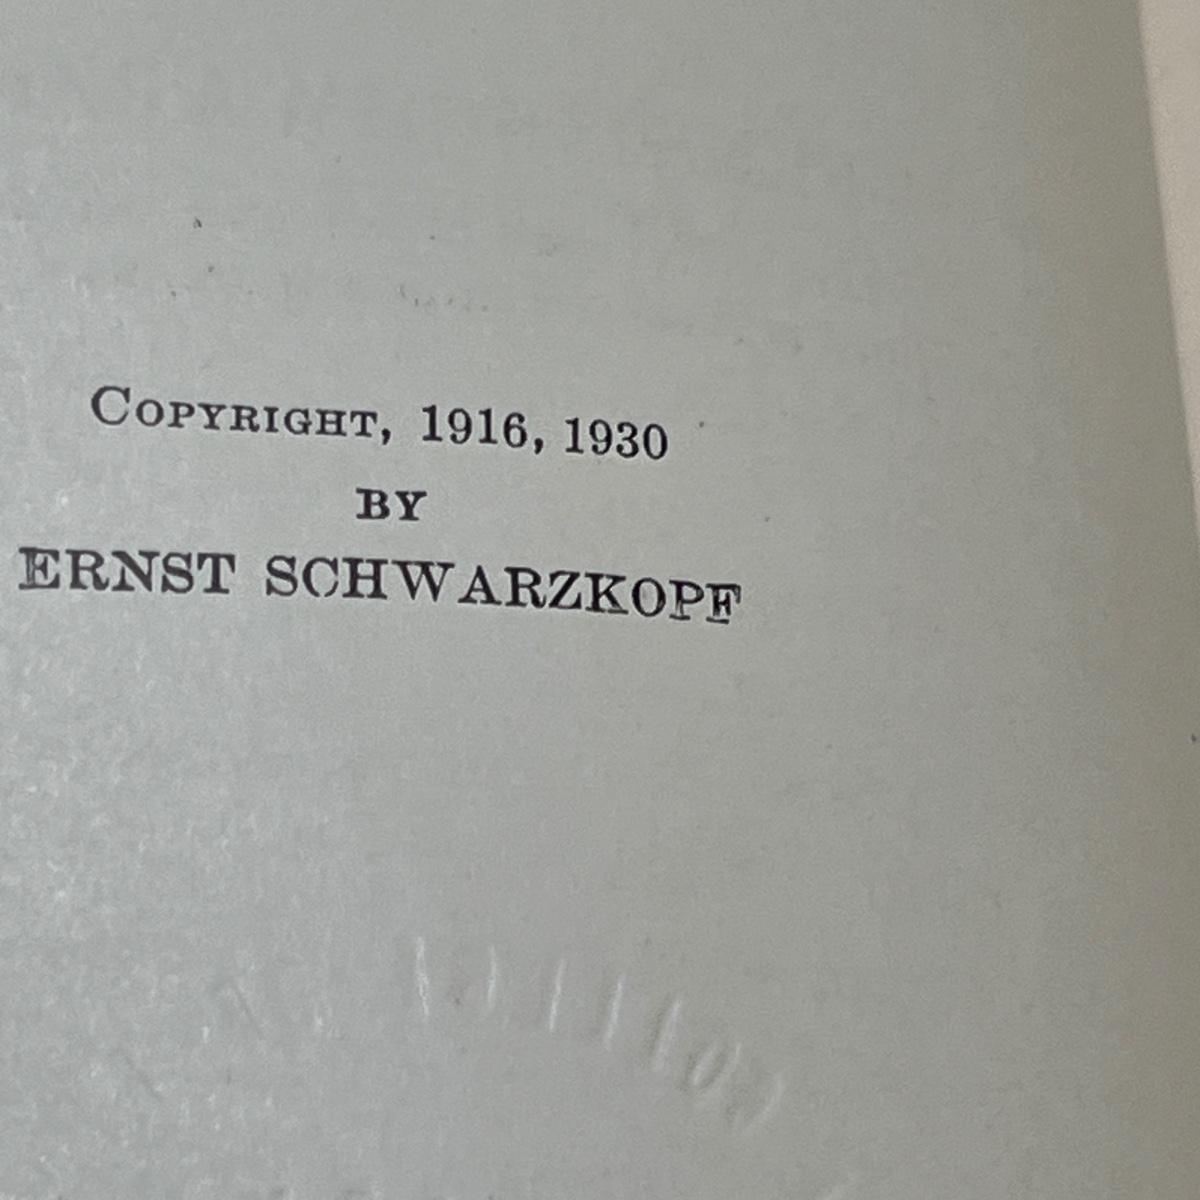 COPYRIGHT, 1916, 1930
BY
ERNST SCHWARZKOPF